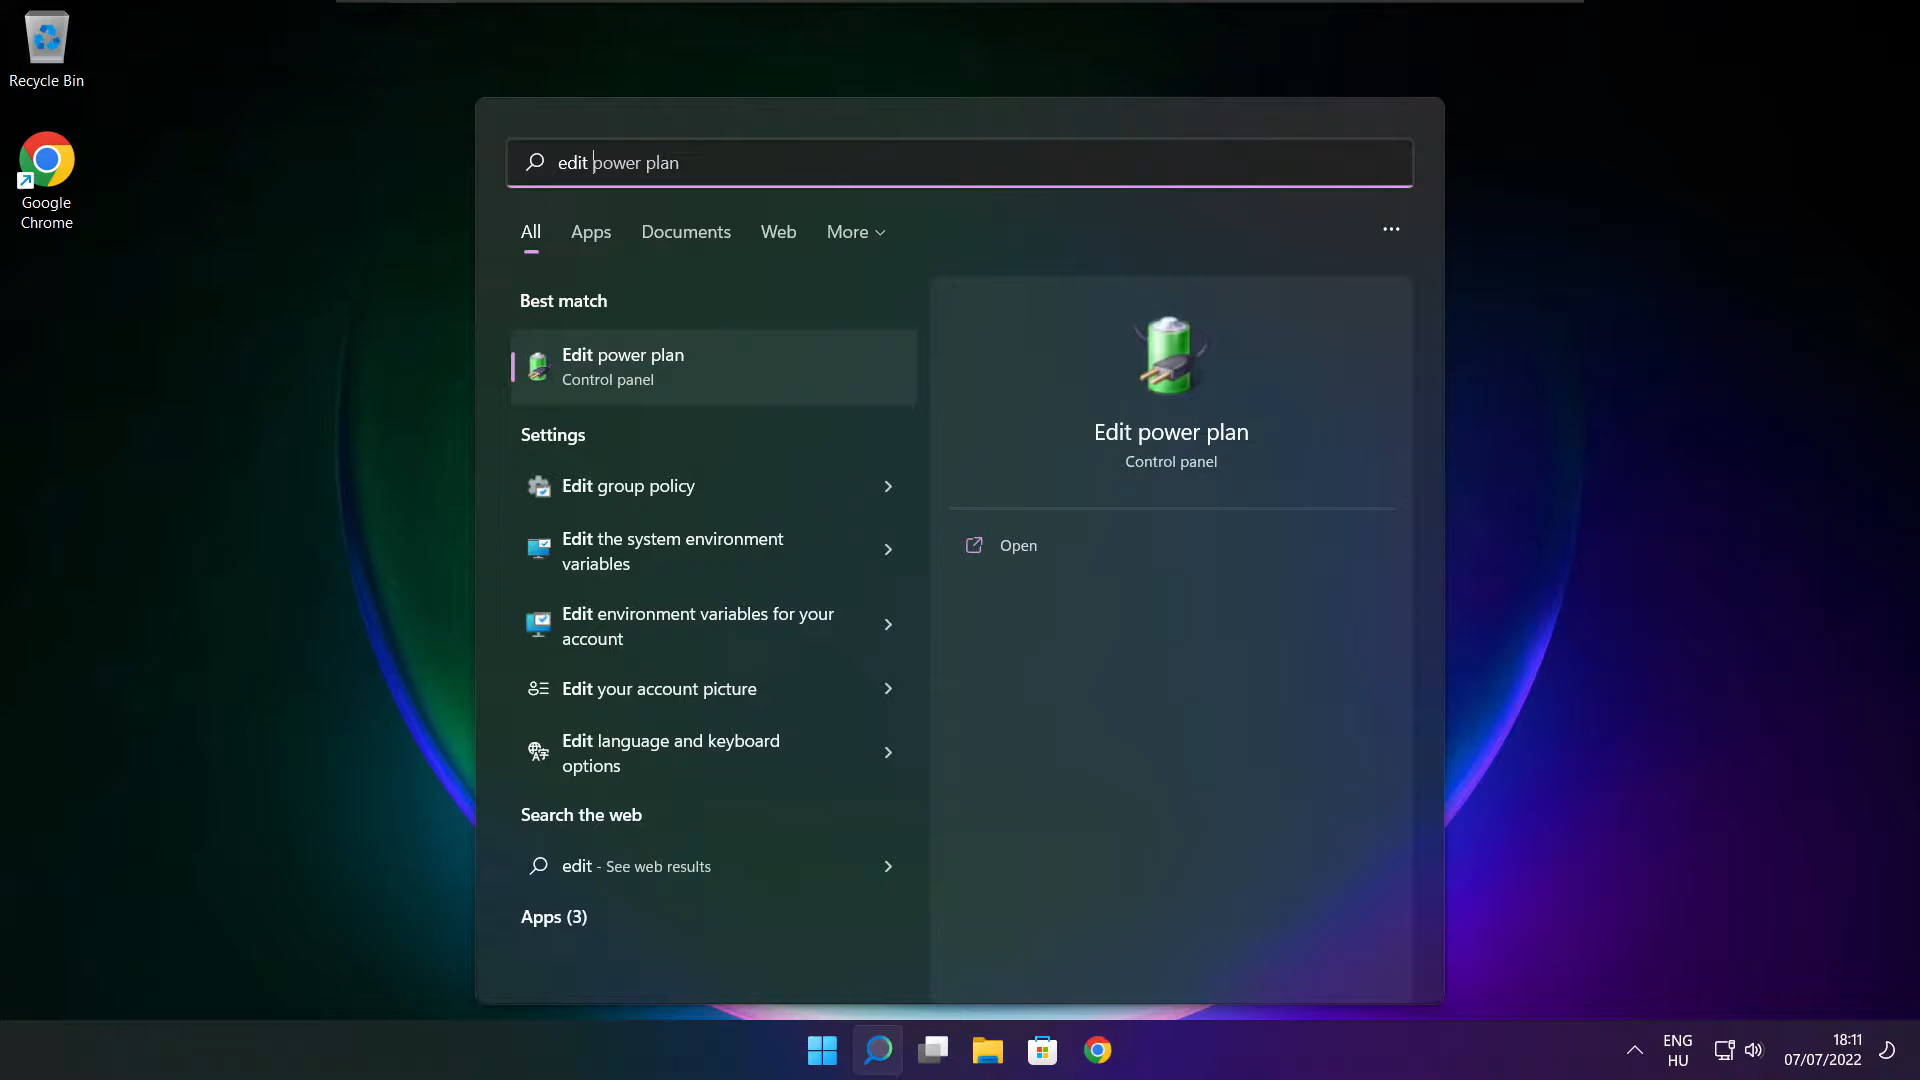 Recycle Bin
Google
Chrome
edit power plan
All Apps Documents Web More
Best match
Edit power plan
Control panel
Settings
Edit group policy
Edit the system environment
variables
Edit environment variables for your
account
Edit your account picture
Edit language and keyboard
options
Search the web
edit - See web results
Apps (3)
Edit power plan
Control panel
Open
ENG
HU
18:11
07/07/2022